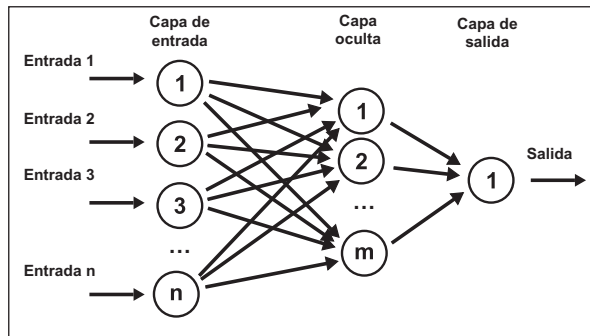 Capa de
entrada
Capa
oculta
Capa de
salida
Entrada 1
1
Entrada 2
2
Entrada 3
3
...
Entrada n
n
1
2
...
m
1
Salida